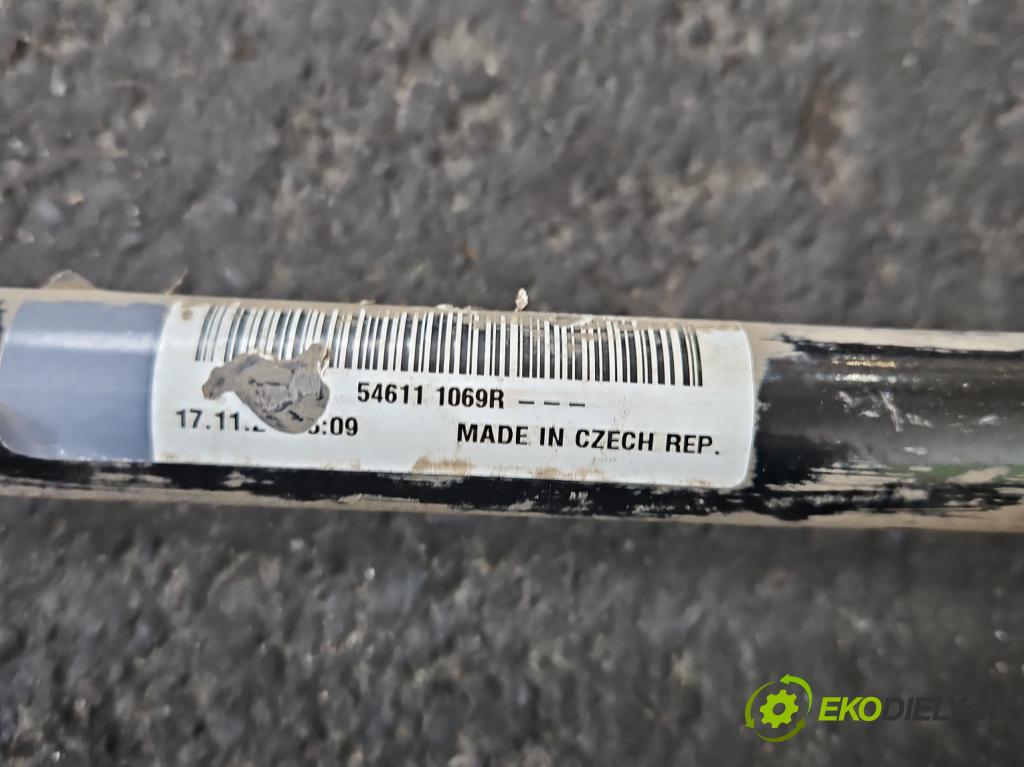 54611 1069R ---
MADE IN CZECH REP.
EKODIELY